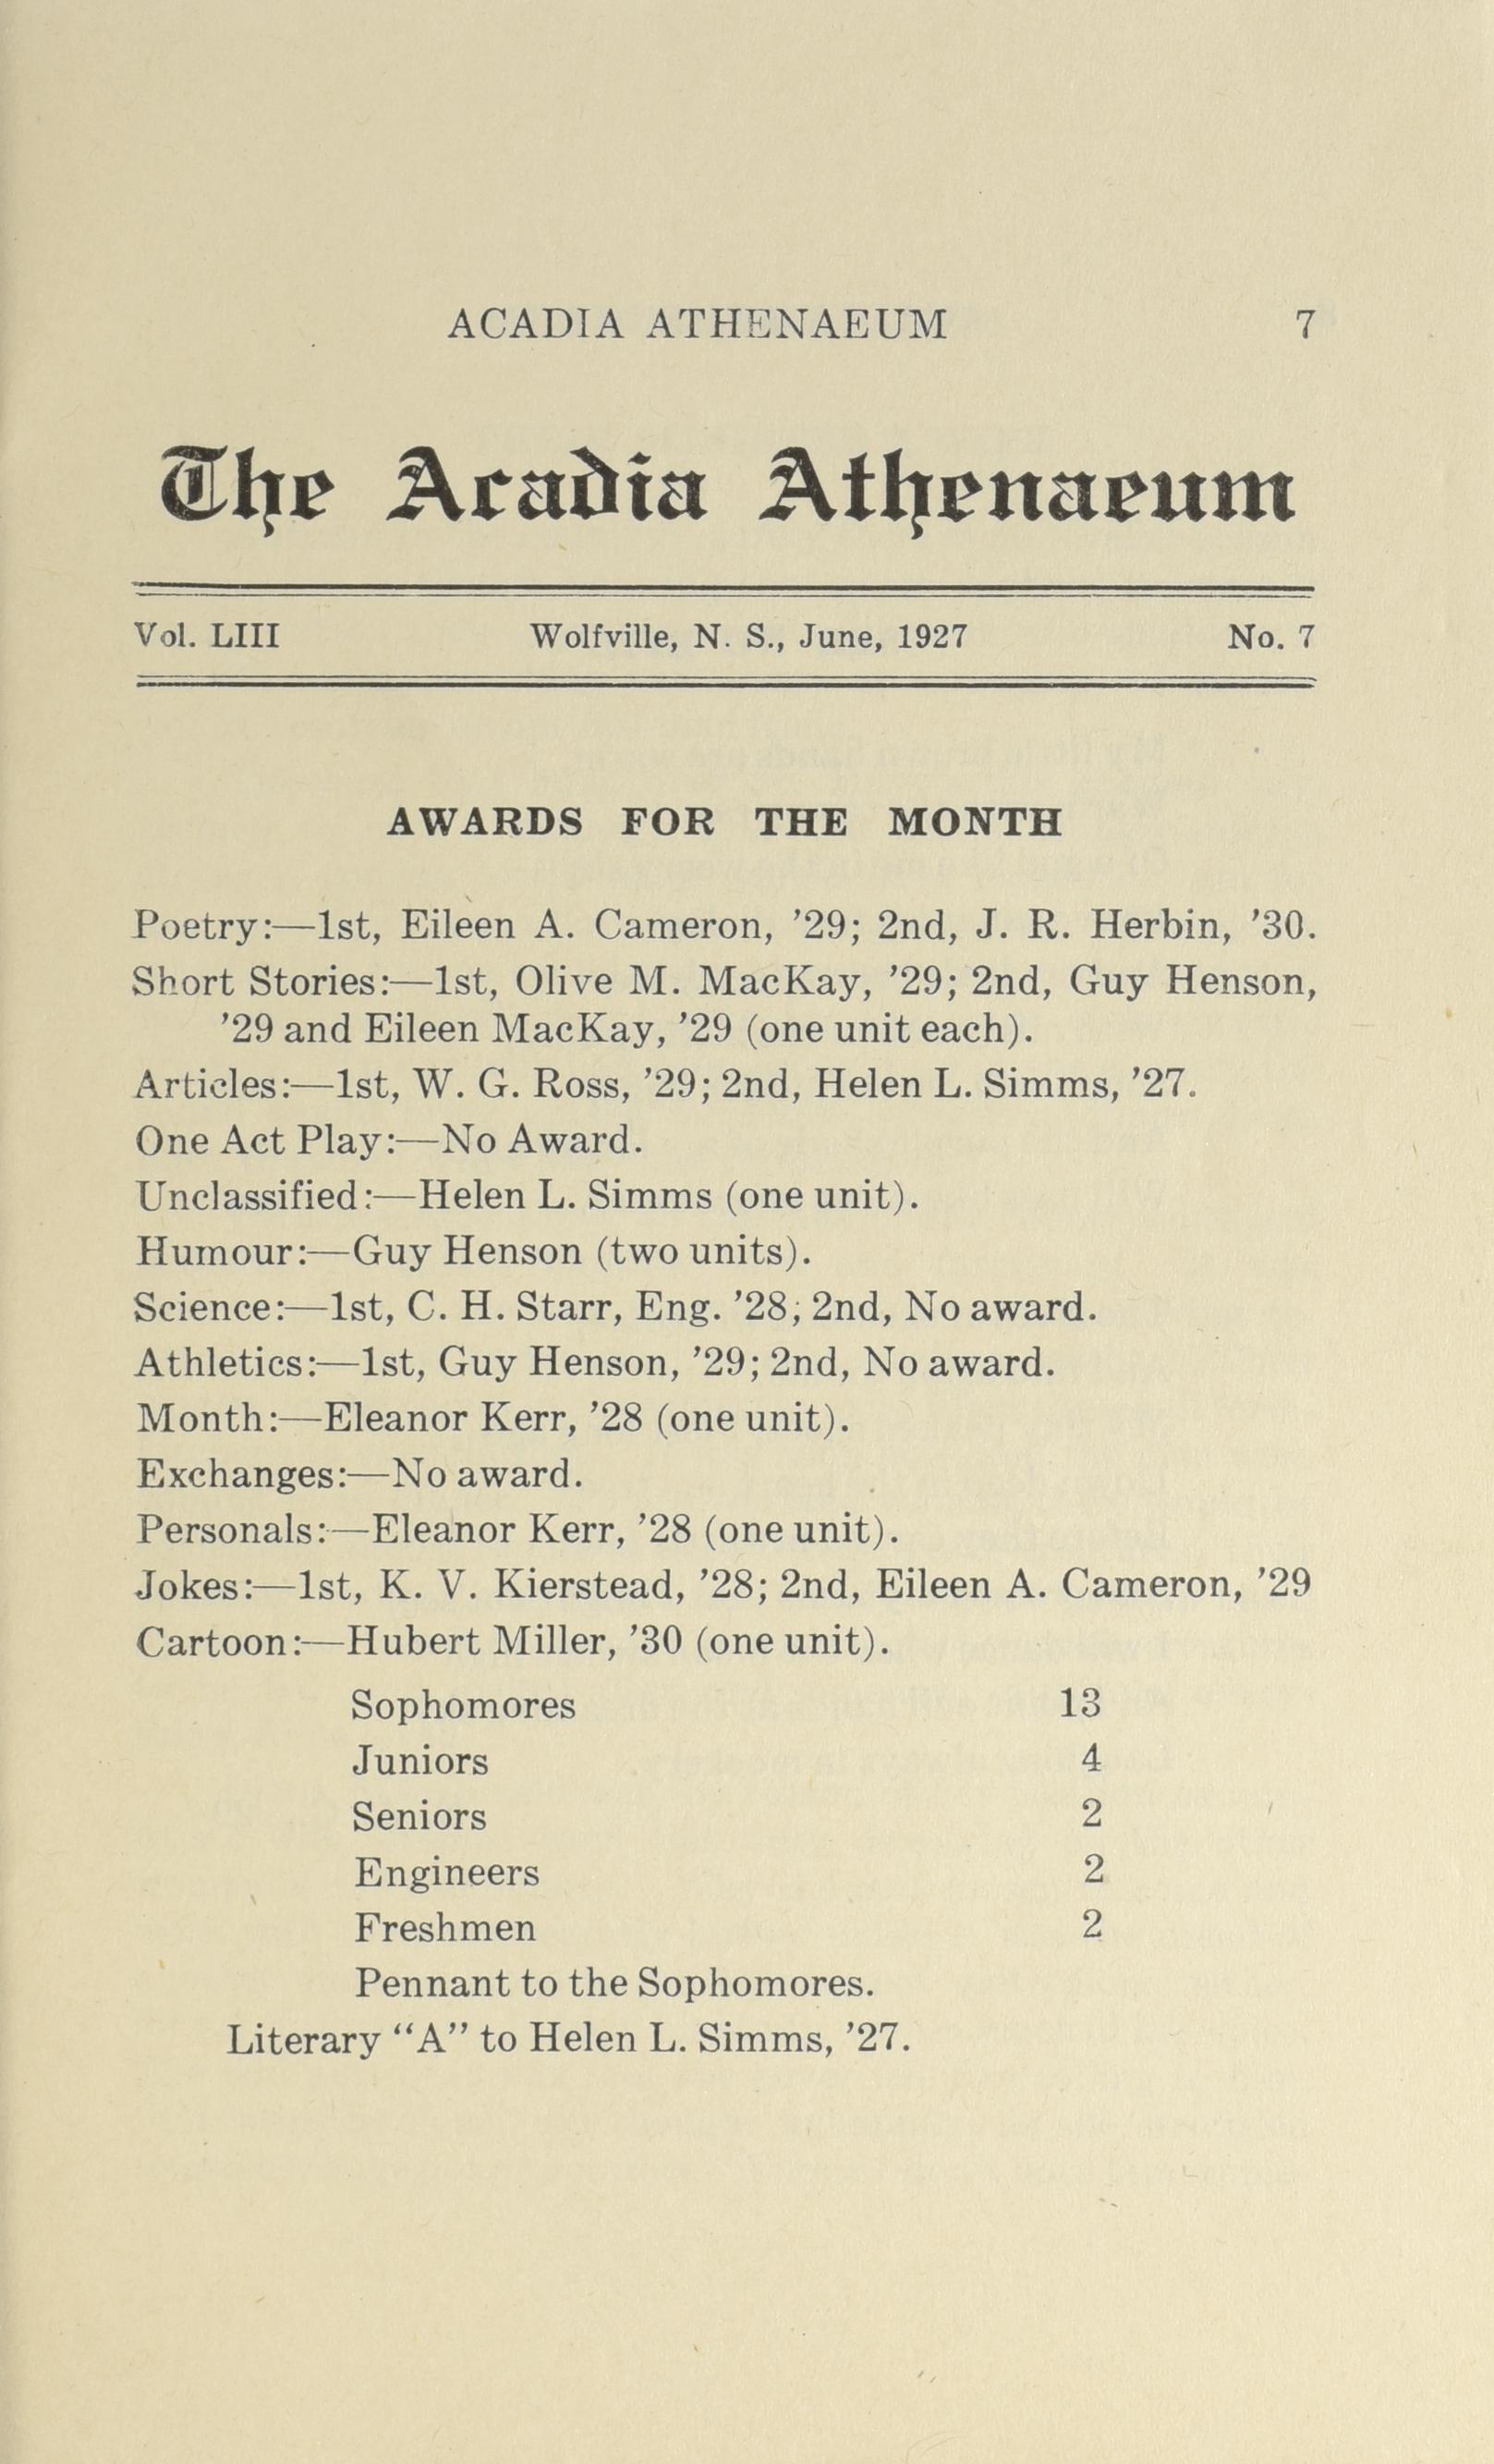 ACADIA ATHENAEUM 7
The Acadia Athenaeum
Vol. LIII Wolfville, N. S., June, 1927 No. 7
AWARDS FOR THE MONTH
Poetry:—1st, Eileen A. Cameron, ’29; 2nd, J. R. Herbin, ’30.
Short Stories:—1st, Olive M. MacKay, ’29; 2nd, Guy Henson,
’29 and Eileen MacKay, ’29 (one unit each).
Articles:—1st, W. G. Ross, ’29; 2nd, Helen L. Simms, ’27.
One Act Play:—No Award.
Unclassified:—Helen L. Simms (one unit).
Humour:—Guy Henson (two units).
Science:—1st, C. H. Starr, Eng. ’28; 2nd, No award.
Athletics:—1st, Guy Henson, ’29; 2nd, No award.
Month:—Eleanor Kerr, ’28 (one unit).
Exchanges:—No award.
Personals:—Eleanor Kerr, ’28 (one unit).
Jokes:—1st, K. V. Kierstead, ’28; 2nd, Eileen A. Cameron, ’29
Cartoon:—Hubert Miller, ’30 (one unit).
Sophomores 13
Juniors 4
Seniors 2
Engineers 2
Freshmen 2
Pennant to the Sophomores.
Literary “A” to Helen L. Simms, ’27.